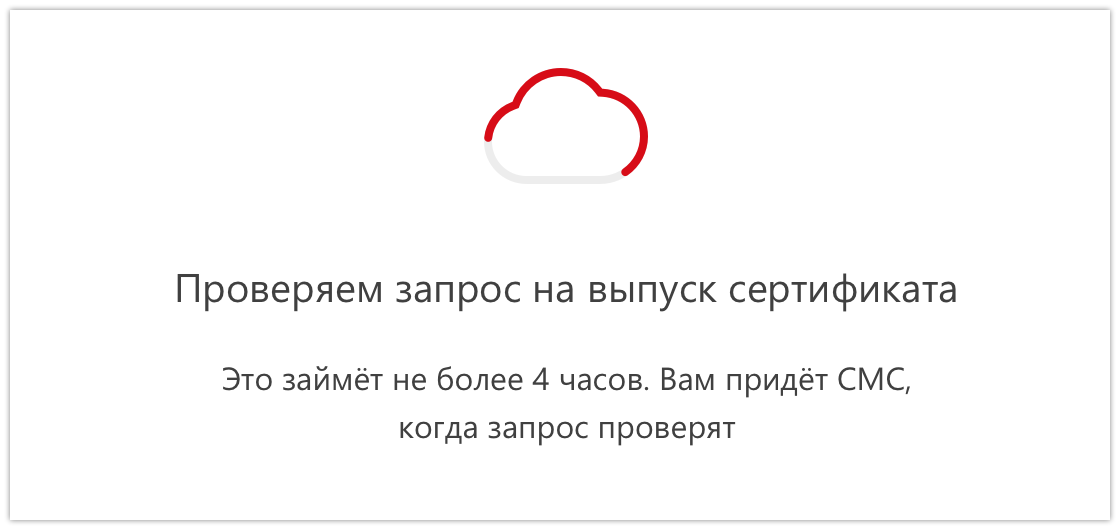 Проверяем запрос на выпуск сертификата
Это займёт не более 4 часов. Вам придёт СМС,
когда запрос проверят